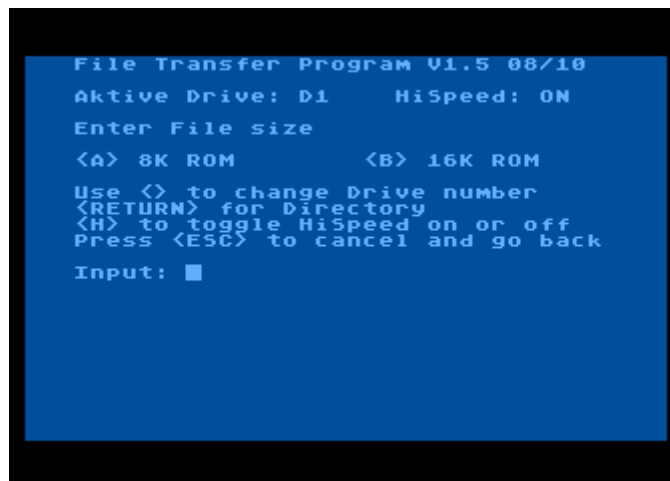 File Transfer Program V1.5 08/10
Aktive Drive: D1 HiSpeed: ON
Enter File size
<A> 8K ROM <B> 16K ROM
Use <> to change Drive number
<RETURN> for Directory
<H> to toggle HiSpeed on or off
Press <ESC> to cancel and go back
Input: